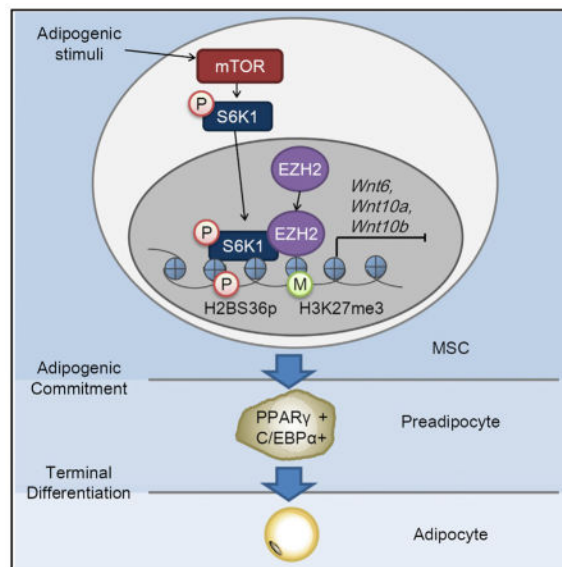 Adipogenic
stimuli
mTOR
P
S6K1
EZH2
Wnt6,
Wnt10a,
Wnt10b
P
S6K1
EZH2
P
M
H2BS36p
H3K27me3
MSC
Adipogenic
Commitment
PPARγ +
C/EBPα+
Preadipocyte
Terminal
Differentiation
Adipocyte